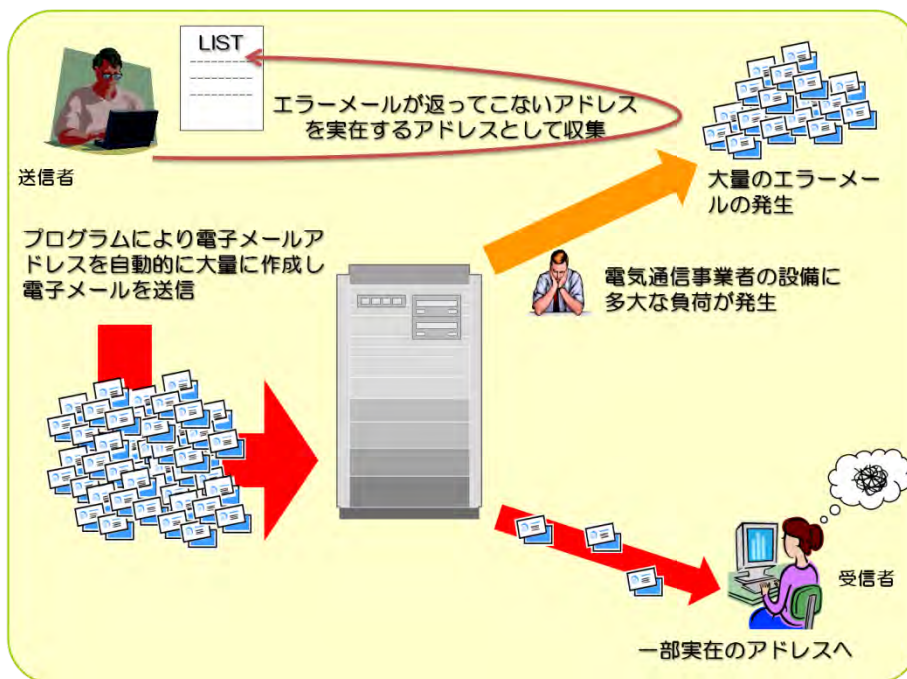 LIST
エラーメールが返ってこないアドレス
を実在するアドレスとして収集
送信者
大量のエラーメー
ルの発生
プログラムにより電子メールア
ドレスを自動的に大量に作成し
電子メールを送信
電気通信事業者の設備に
多大な負荷が発生
受信者
一部実在のアドレスへ